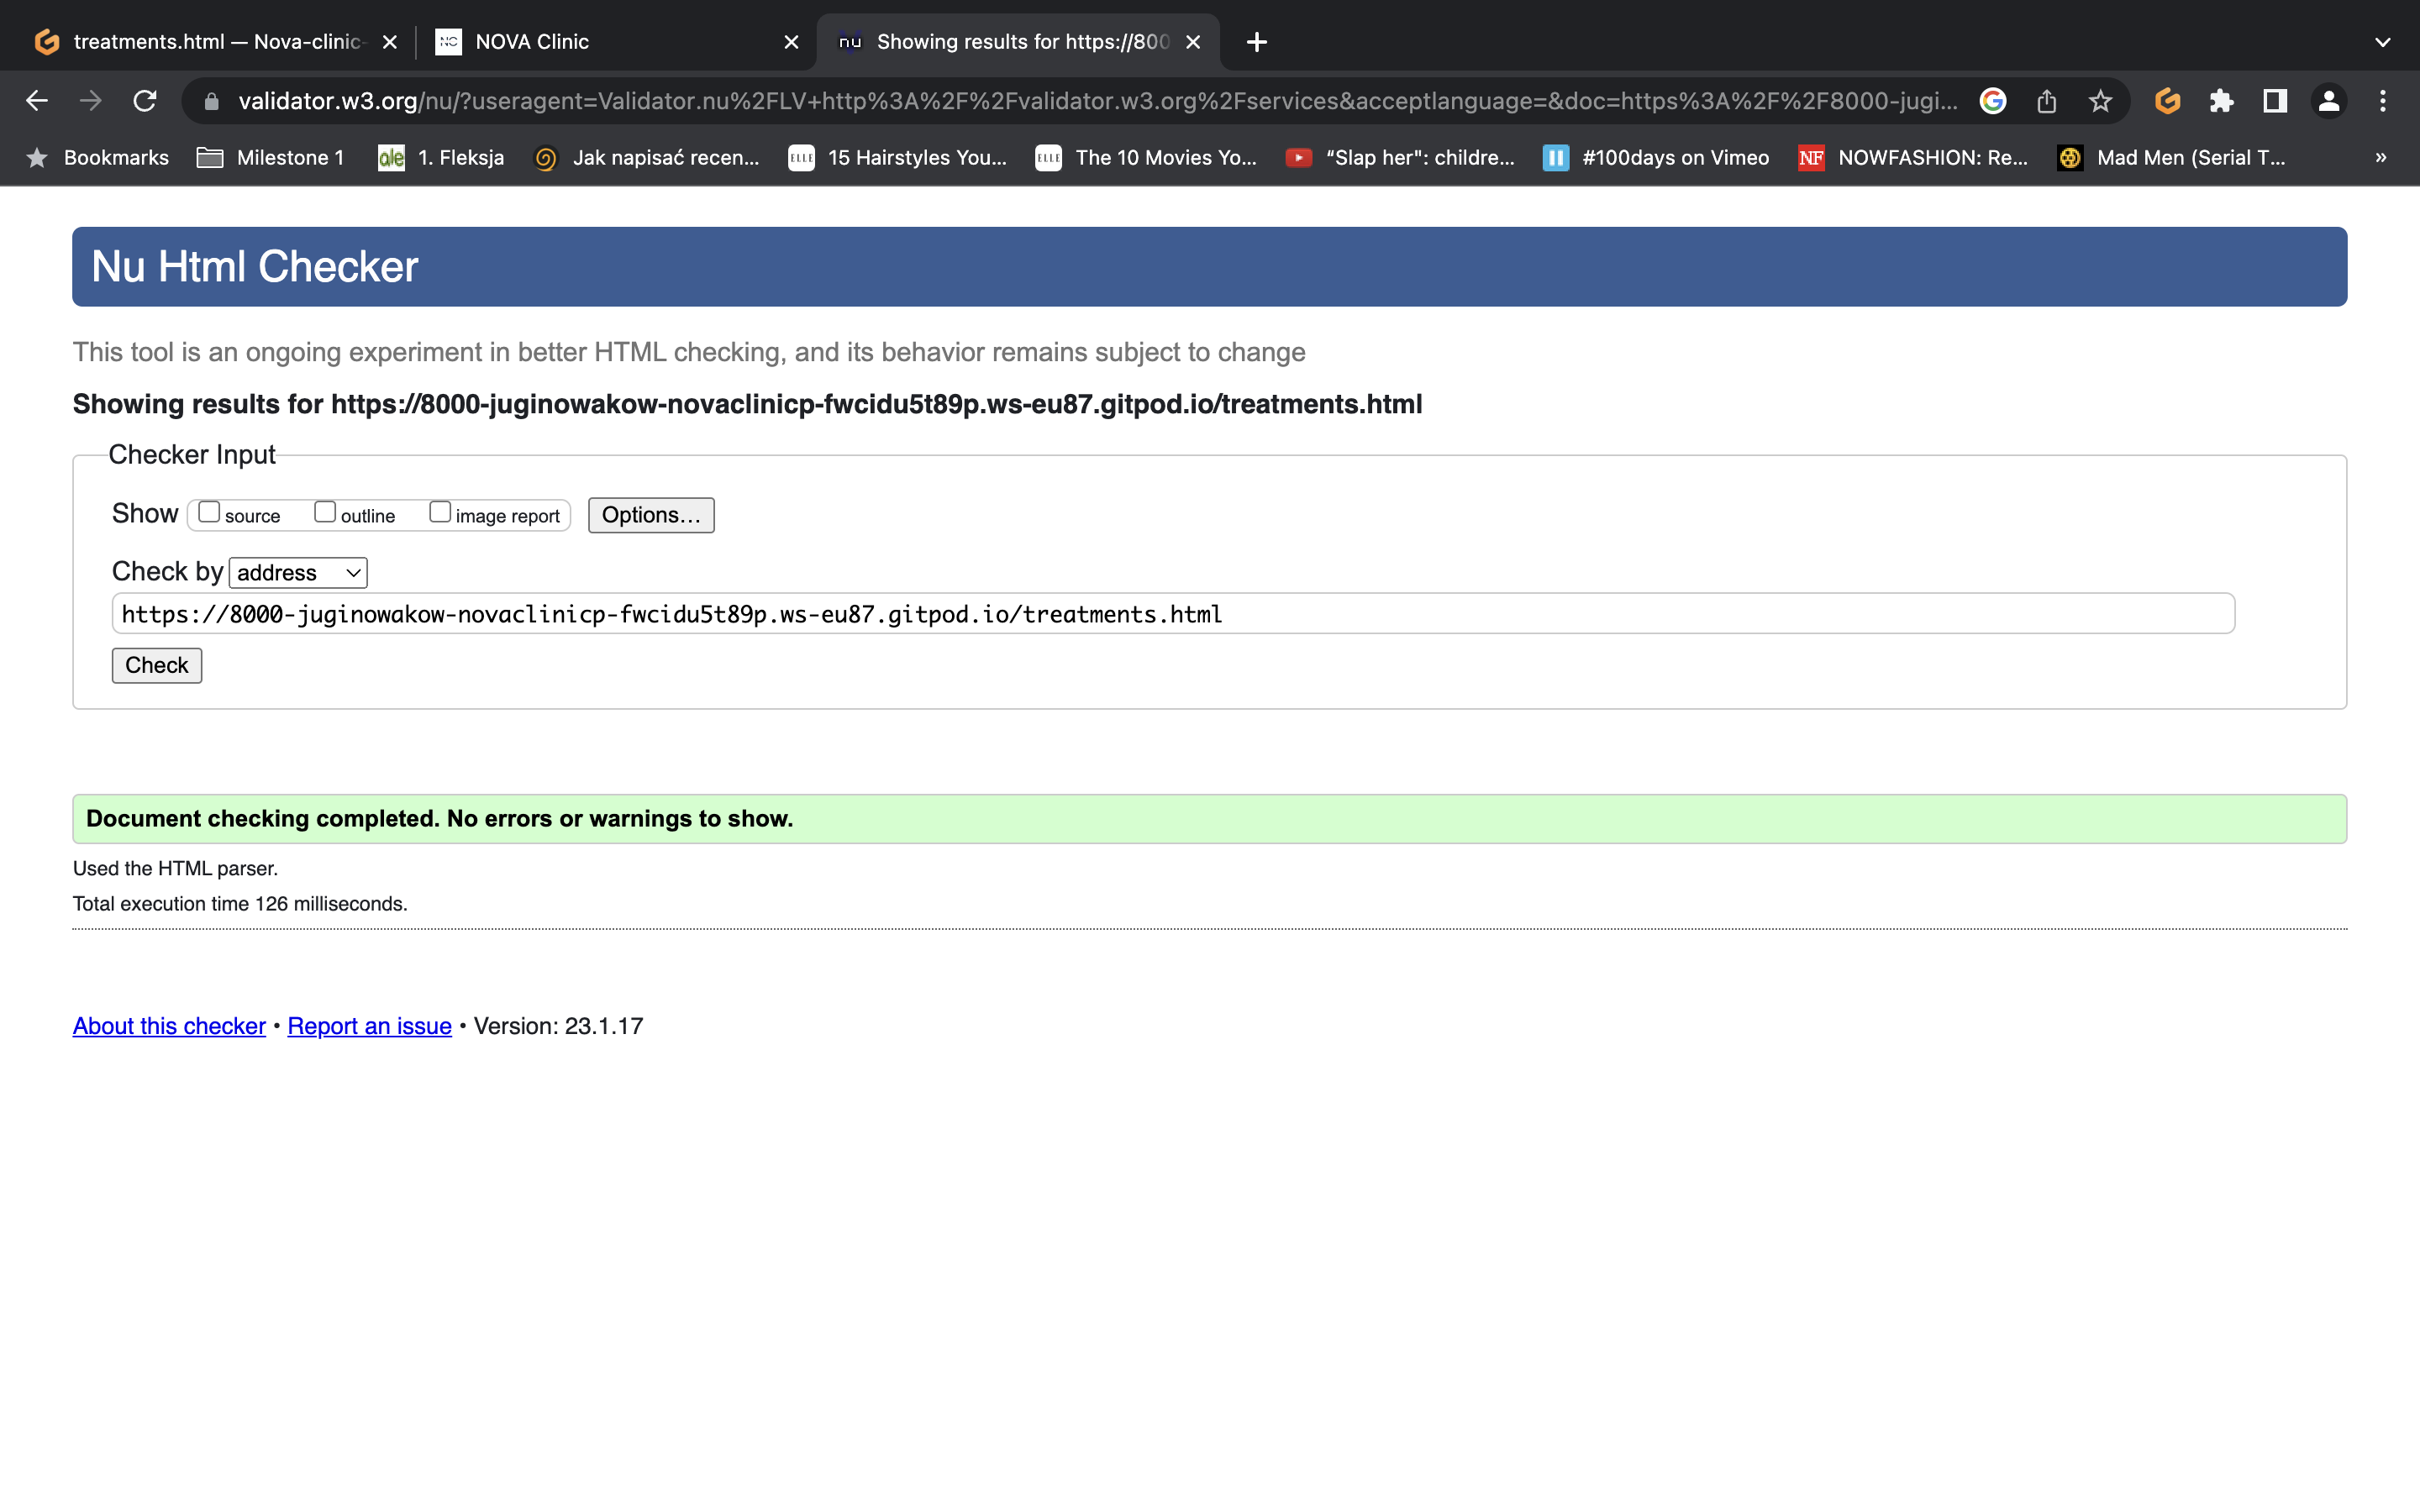 treatments.html — Nova-clinic-
NC NOVA Clinic
nu Showing results for https://800
validator.w3.org/nu/?useragent=Validator.nu%2FLV+http%3A%2F%2Fvalidator.w3.org%2Fservices&acceptlanguage=&doc=https%3A%2F%2F8000-jugi...
Bookmarks Milestone 1 ale 1. Fleksja Jak napisać recen... ELLE 15 Hairstyles You... ELLE The 10 Movies Yo... “Slap her": childre... #100days on Vimeo NF NOWFASHION: Re... Mad Men (Serial T... »
Nu Html Checker
This tool is an ongoing experiment in better HTML checking, and its behavior remains subject to change
Showing results for https://8000-juginowakow-novaclinicp-fwcidu5t89p.ws-eu87.gitpod.io/treatments.html
Checker Input
Show source outline image report Options...
Check by address
https://8000-juginowakow-novaclinicp-fwcidu5t89p.ws-eu87.gitpod.io/treatments.html
Check
Document checking completed. No errors or warnings to show.
Used the HTML parser.
Total execution time 126 milliseconds.
About this checker • Report an issue • Version: 23.1.17